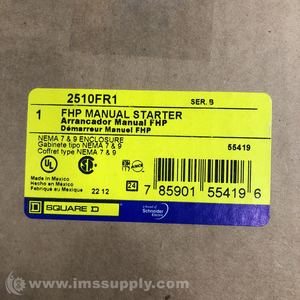 2510FR1 SER. B
1 FHP MANUAL STARTER
Arrancador Manual FHP
Démarreur Manuel FHP
NEMA 7 & 9 ENCLOSURE
Gabinete tipo NEMA 7 & 9
Coffret type NEMA 7 & 9
55419
UL
Made in Mexico
Hecho en México
Fabriqué au Mexique
22 12
24
7 85901 55419 6
SQUARE D
Schneider Electric
© www.imssupply.com